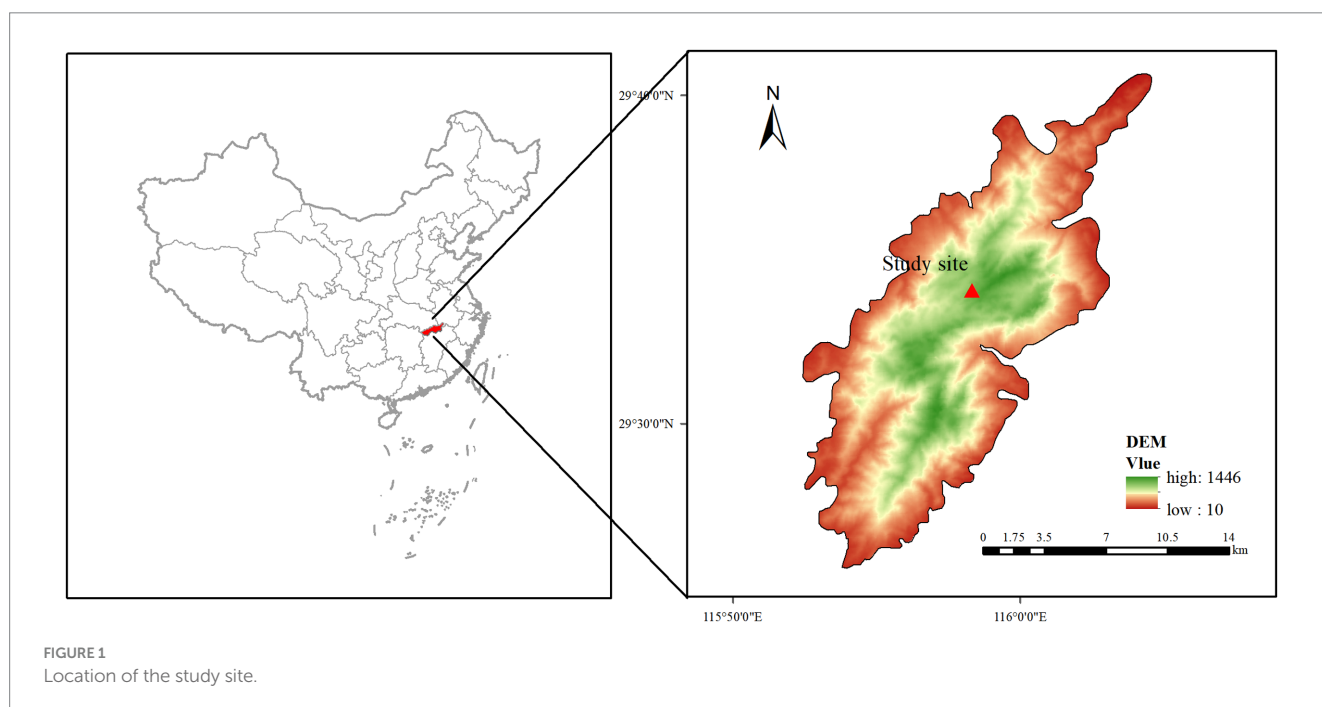 29°40'0"N
N
Study site
29°30'0"N
DEM
Vlue
high: 1446
low : 10
0 1.75 3.5 7 10.5 14
km
115°50'0"E 116°0'0"E
FIGURE 1
Location of the study site.